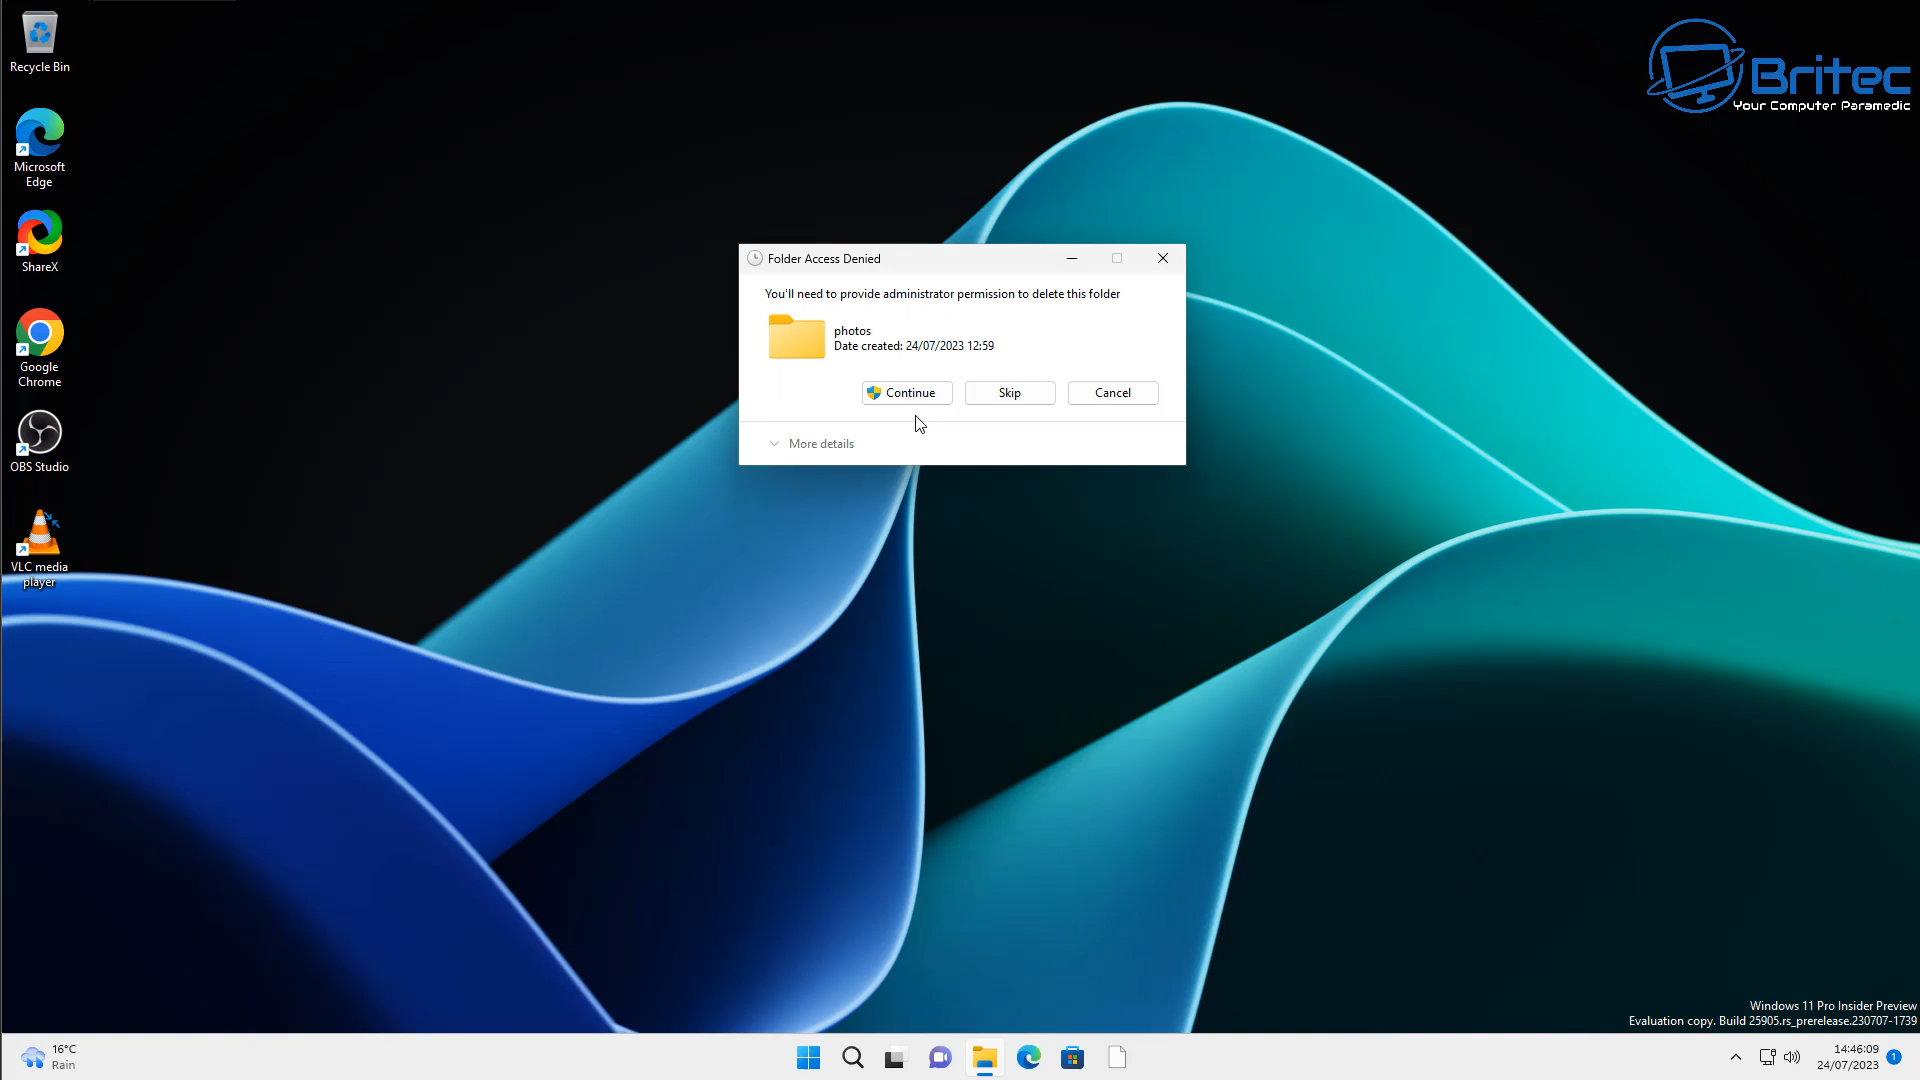 Recycle Bin
Microsoft
Edge
ShareX
Google
Chrome
OBS Studio
VLC media
player
Britec
Your Computer Paramedic
Folder Access Denied
You'll need to provide administrator permission to delete this folder
photos
Date created: 24/07/2023 12:59
Continue
Skip
Cancel
More details
Windows 11 Pro Insider Preview
Evaluation copy. Build 25905.rs_prerelease.230707-1739
16°C
Rain
14:46:09
24/07/2023
1